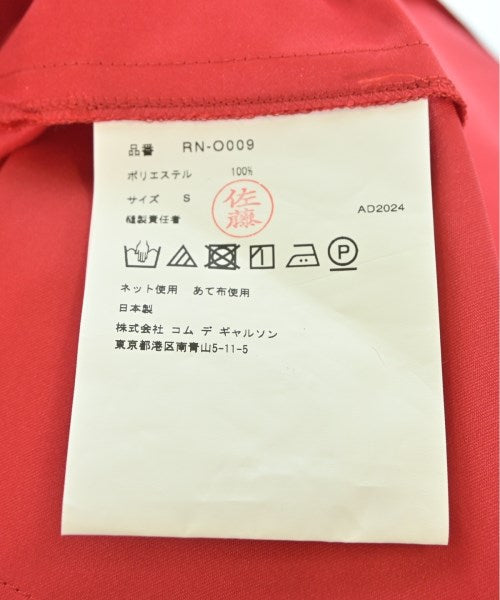 品番 RN-O009
ポリエステル 100%
サイズ S
縫製責任者
佐藤
AD2024
P
ネット使用 あて布使用
日本製
株式会社 コム デ ギャルソン
東京都港区南青山5-11-5